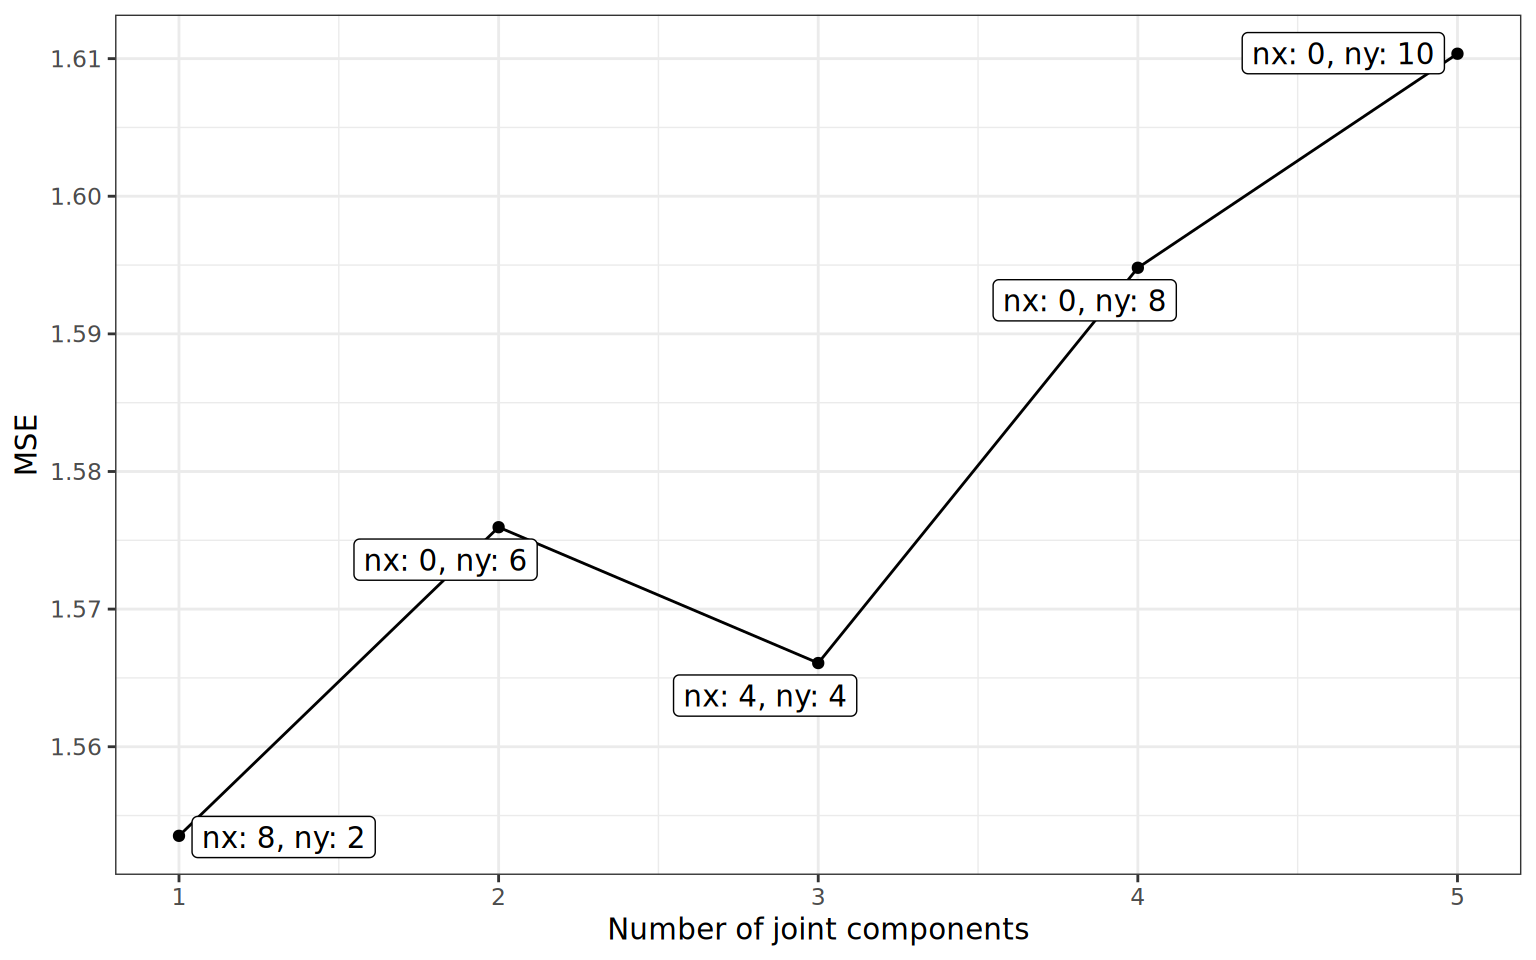 1.61
1.60
1.59
1.58
1.57
1.56
MSE
nx: 0, ny: 10
nx: 0, ny: 8
nx: 0, ny: 6
nx: 4, ny: 4
nx: 8, ny: 2
1 2 3 4 5
Number of joint components